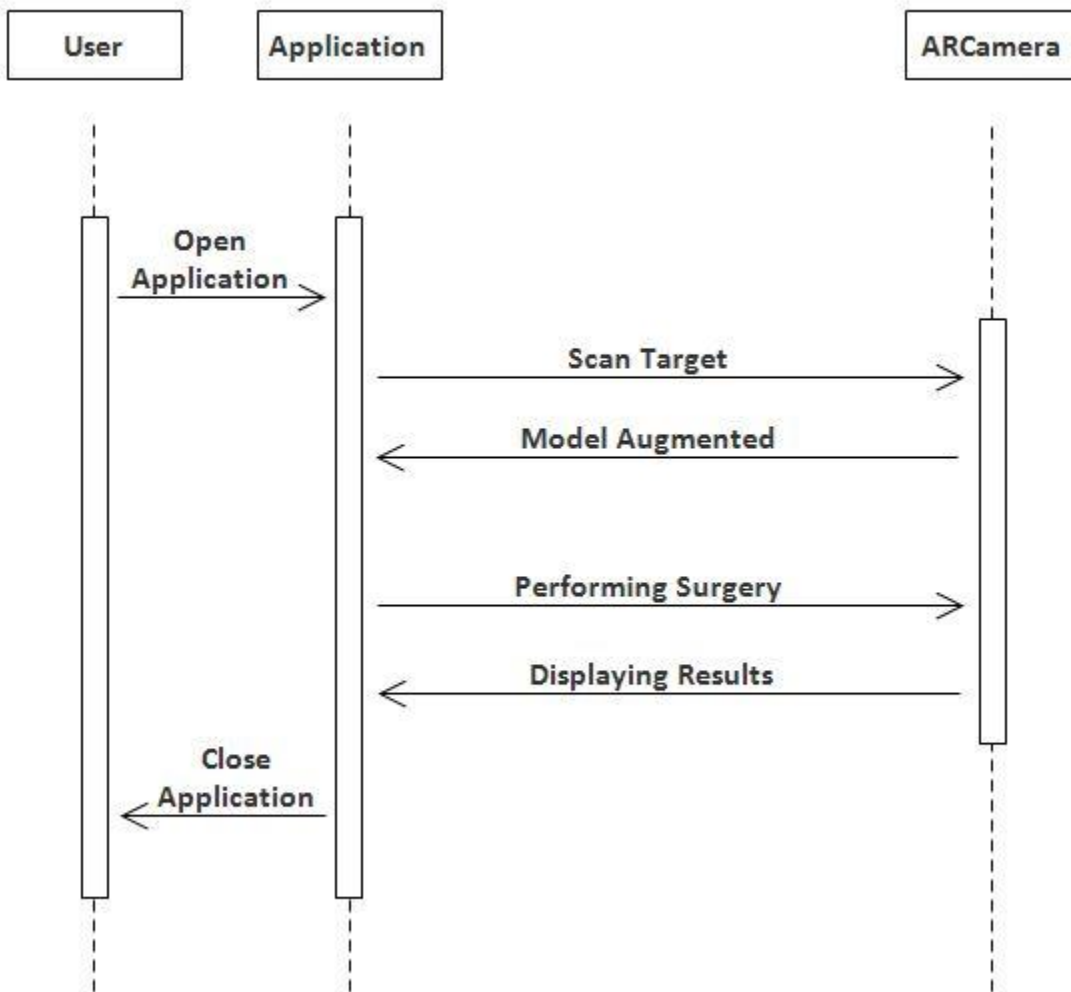 User
Application
ARCamera
Open
Application
Scan Target
Model Augmented
Performing Surgery
Displaying Results
Close
Application